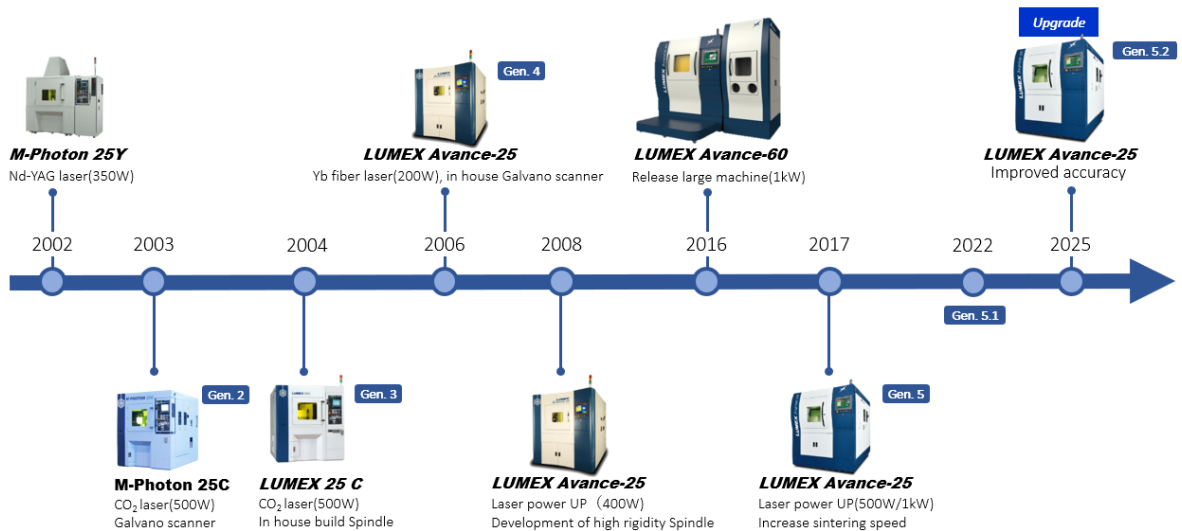 Upgrade
Gen. 4
Gen. 5.2
M-Photon 25Y
Nd-YAG laser(350W)
LUMEX Avance-25
Yb fiber laser(200W), in house Galvano scanner
LUMEX Avance-60
Release large machine(1kW)
LUMEX Avance-25
Improved accuracy
2002
2003
2004
2006
2008
2016
2017
2022
2025
Gen. 5.1
Gen. 2
Gen. 3
Gen. 5
M-Photon 25C
CO₂ laser(500W)
Galvano scanner
LUMEX 25 C
CO₂ laser(500W)
In house build Spindle
LUMEX Avance-25
Laser power UP (400W)
Development of high rigidity Spindle
LUMEX Avance-25
Laser power UP(500W/1kW)
Increase sintering speed